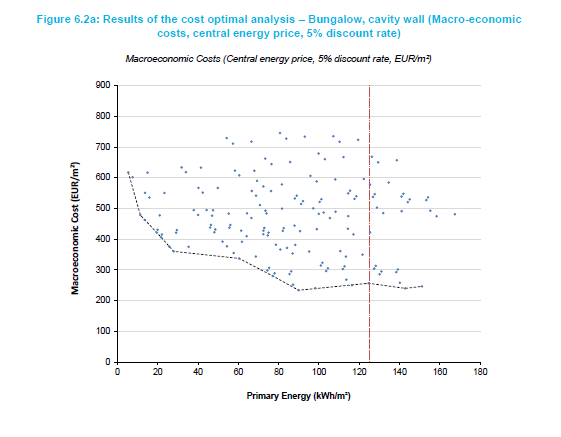 Figure 6.2a: Results of the cost optimal analysis – Bungalow, cavity wall (Macro-economic
costs, central energy price, 5% discount rate)
Macroeconomic Costs (Central energy price, 5% discount rate, EUR/m²)
Macroeconomic Cost (EUR/m²)
900
800
700
600
500
400
300
200
100
0
0 20 40 60 80 100 120 140 160 180
Primary Energy (kWh/m²)